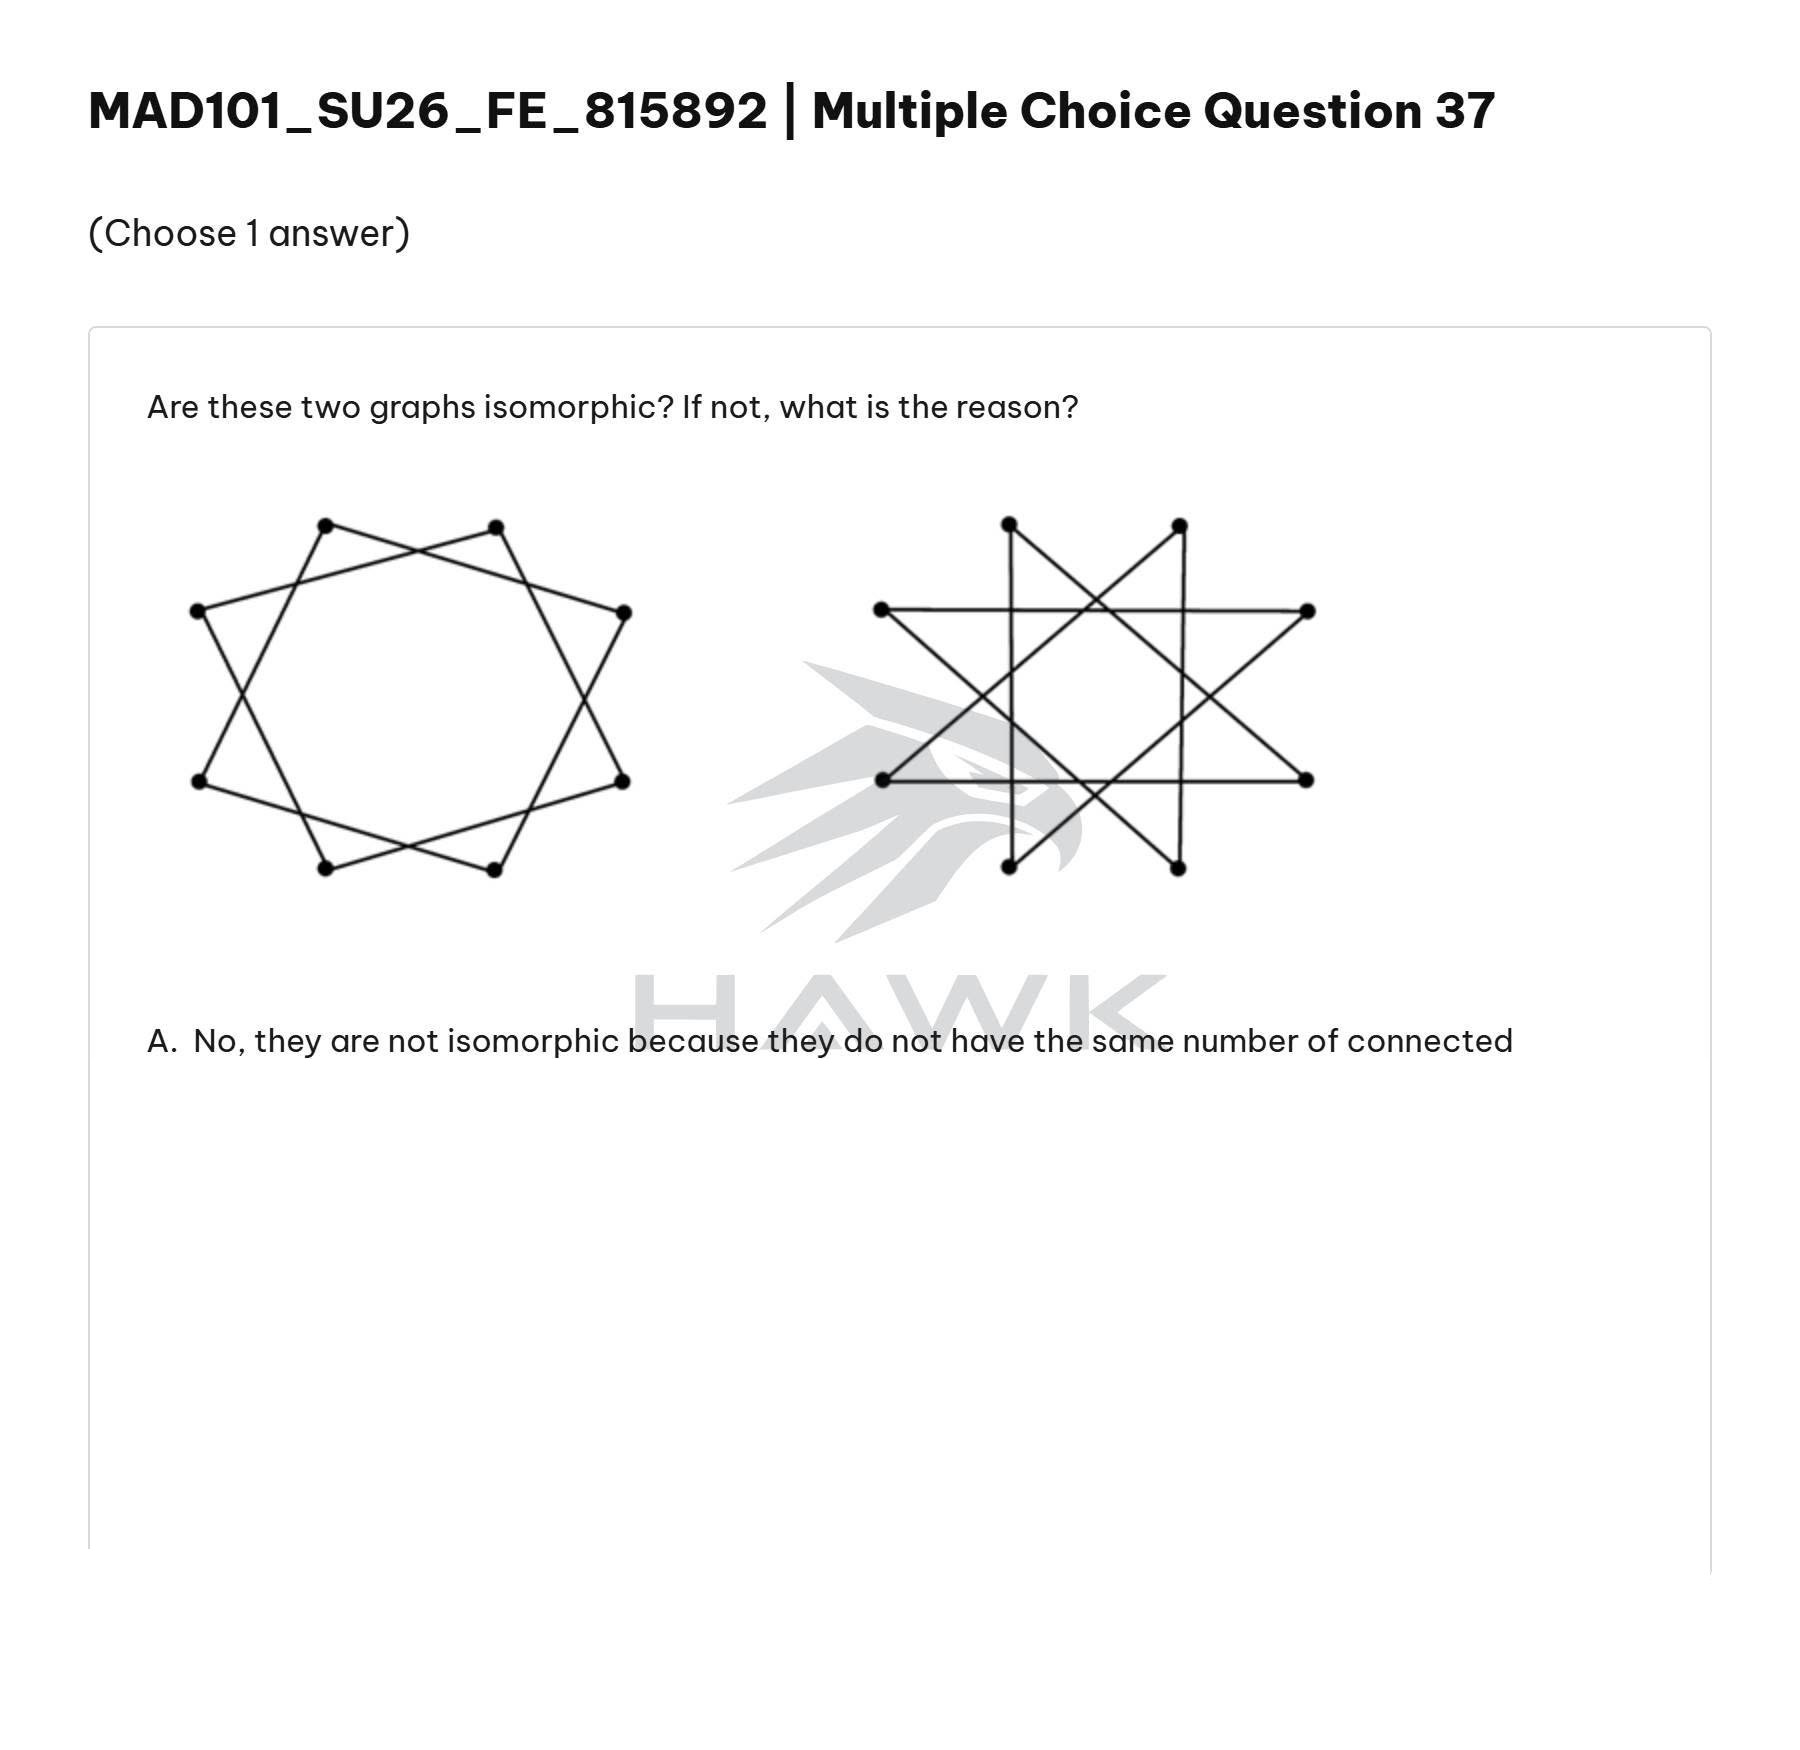 MAD101_SU26_FE_815892 | Multiple Choice Question 37
(Choose 1 answer)
Are these two graphs isomorphic? If not, what is the reason?
HAWK
A. No, they are not isomorphic because they do not have the same number of connected